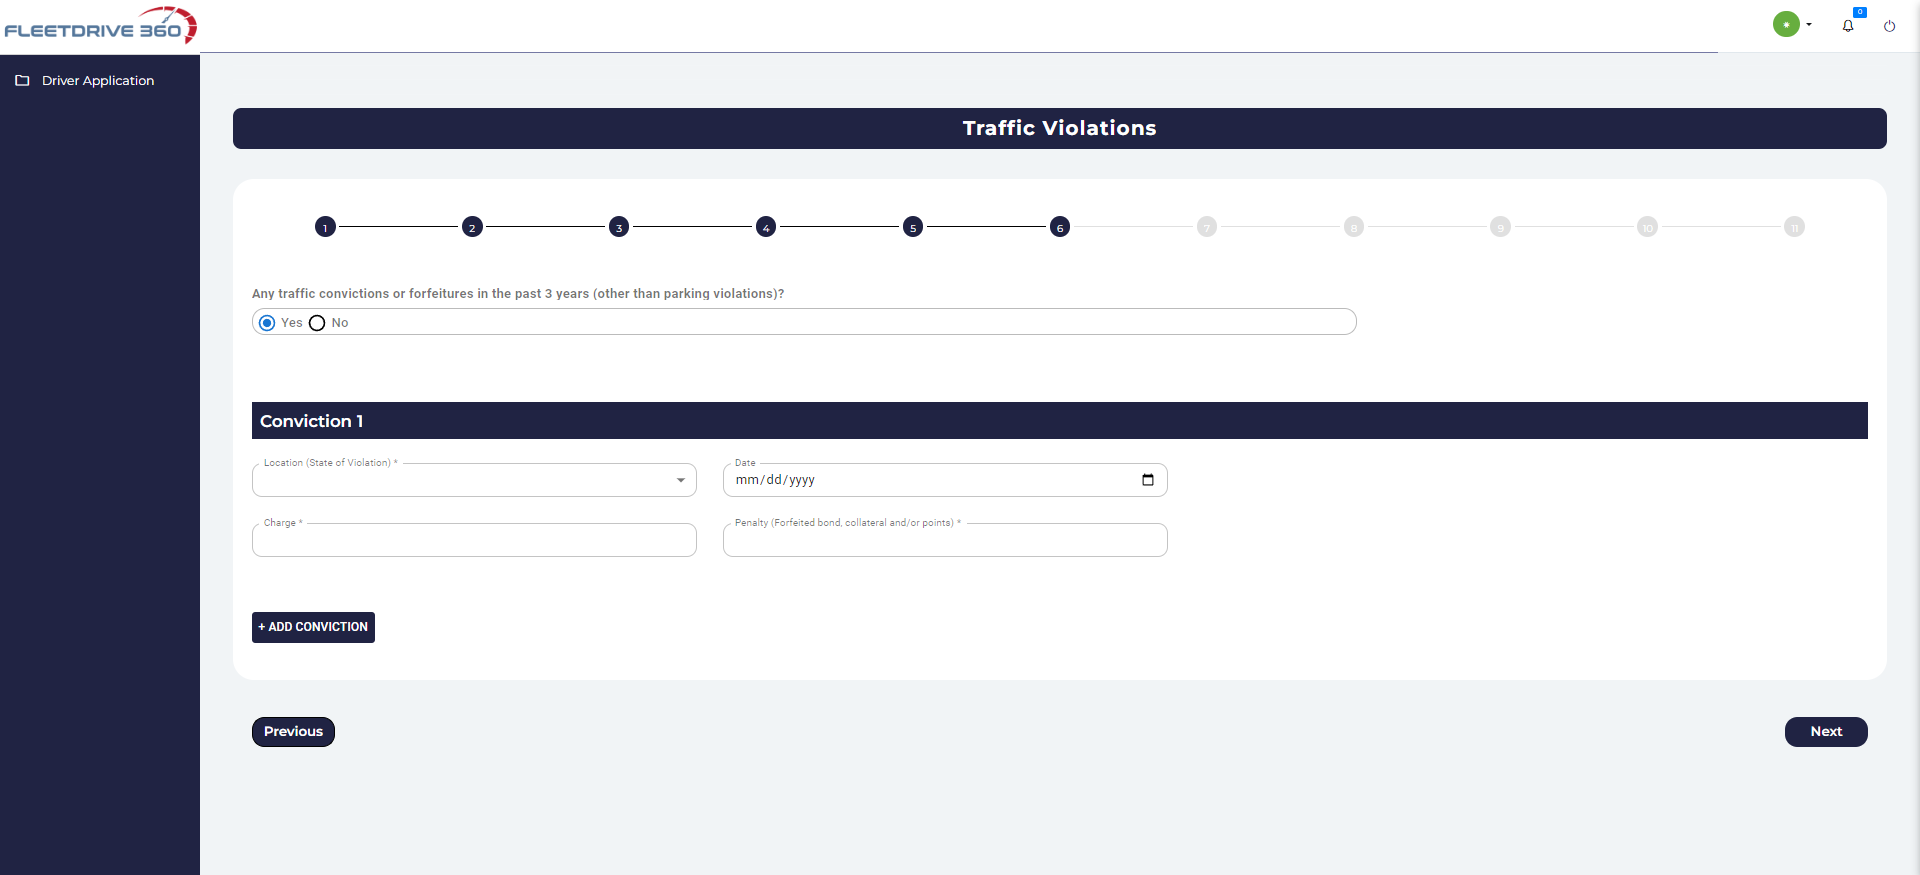 FLEETDRIVE 360
0
Driver Application
Traffic Violations
1 2 3 4 5 6 7 8 9 10 11
Any traffic convictions or forfeitures in the past 3 years (other than parking violations)?
Yes No
Conviction 1
Location (State of Violation) * Date
mm/dd/yyyy
Charge * Penalty (Forfeited bond, collateral and/or points) *
+ ADD CONVICTION
Previous Next